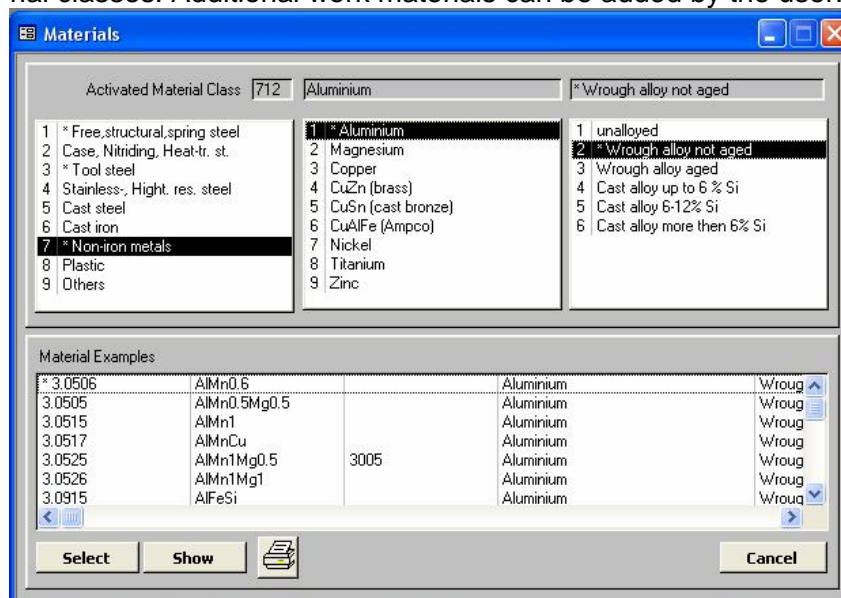 nal classes. Additional work materials can be added by the user.
Materials
Activated Material Class 712 Aluminium * Wrough alloy not aged
1 * Free,structural,spring steel
2 Case, Nitriding, Heat-tr. st.
3 * Tool steel
4 Stainless-, Hight. res. steel
5 Cast steel
6 Cast iron
7 * Non-iron metals
8 Plastic
9 Others
1 * Aluminium
2 Magnesium
3 Copper
4 CuZn (brass)
5 CuSn (cast bronze)
6 CuAlFe (Ampco)
7 Nickel
8 Titanium
9 Zinc
1 unalloyed
2 * Wrough alloy not aged
3 Wrough alloy aged
4 Cast alloy up to 6 % Si
5 Cast alloy 6-12% Si
6 Cast alloy more then 6% Si
Material Examples
* 3.0506 AlMn0.6 Aluminium Wroug
3.0505 AlMn0.5Mg0.5 Aluminium Wroug
3.0515 AlMn1 Aluminium Wroug
3.0517 AlMnCu Aluminium Wroug
3.0525 AlMn1Mg0.5 3005 Aluminium Wroug
3.0526 AlMn1Mg1 Aluminium Wroug
3.0915 AlFeSi Aluminium Wroug
Select Show Cancel